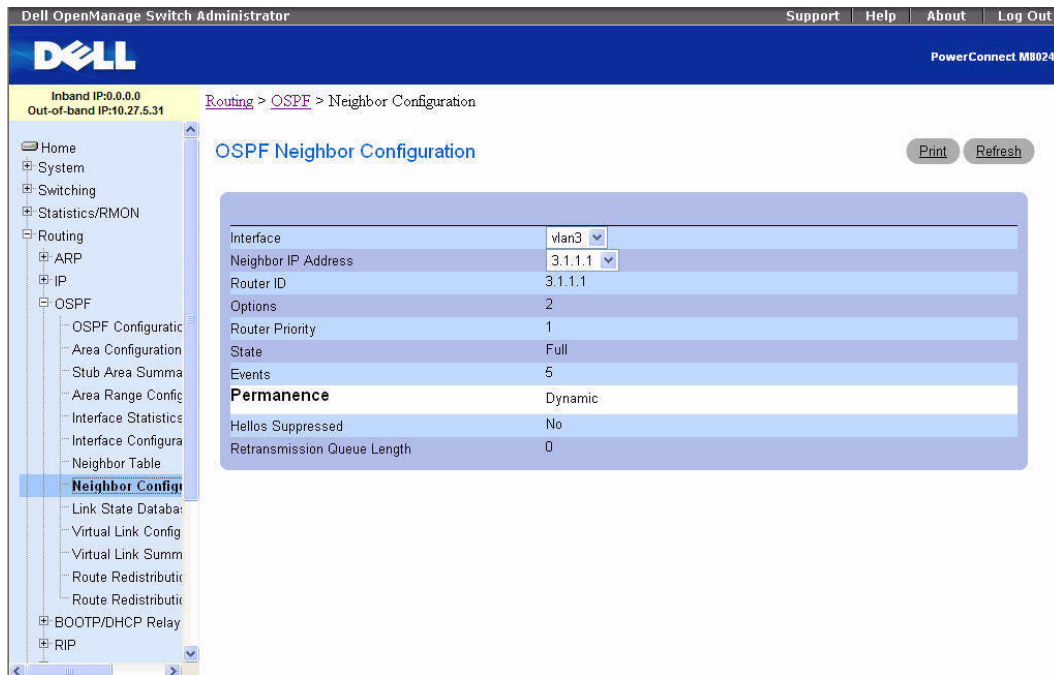 Dell OpenManage Switch Administrator
Support Help About Log Out
DELL
PowerConnect M8024
Inband IP:0.0.0.0
Out-of-band IP:10.27.5.31
Routing > OSPF > Neighbor Configuration
Home
System
Switching
Statistics/RMON
Routing
ARP
IP
OSPF
OSPF Configuratic
Area Configuration
Stub Area Summa
Area Range Config
Interface Statistics
Interface Configura
Neighbor Table
Neighbor Configu
Link State Databa
Virtual Link Config
Virtual Link Summ
Route Redistributic
Route Redistributic
BOOTP/DHCP Relay
RIP
OSPF Neighbor Configuration
Print Refresh
Interface vlan3
Neighbor IP Address 3.1.1.1
Router ID 3.1.1.1
Options 2
Router Priority 1
State Full
Events 5
Permanence Dynamic
Hellos Suppressed No
Retransmission Queue Length 0